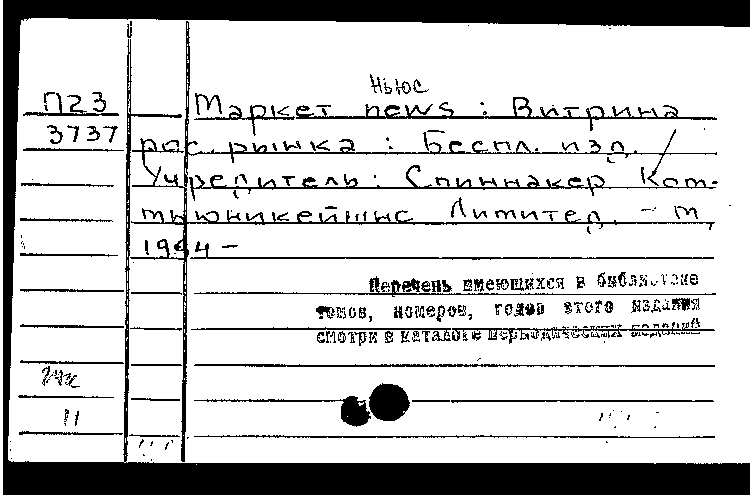 Ньюс
П23 Маркет news : Витрина
3737 рос. рынка : Беспл. изд. /
Учредитель: Спиннакер Ком-
мьюникейшнс Лимитед. – М,
1994 –
Перечень имеющихся в библиотеке
томов, номеров, годов этого издания
смотри в каталоге периодических изданий
11